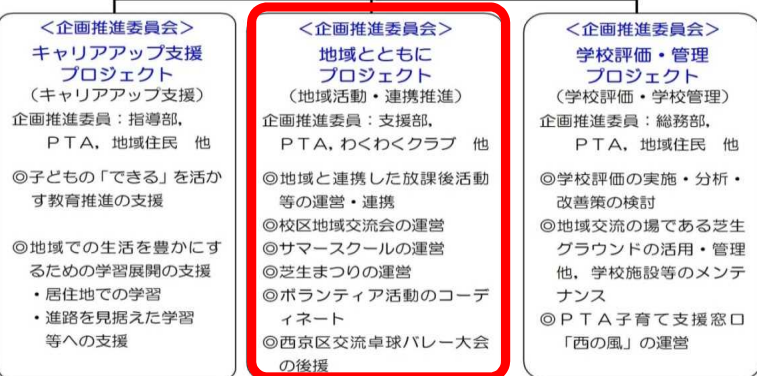 ＜企画推進委員会＞
キャリアアップ支援
プロジェクト
（キャリアアップ支援）
企画推進委員：指導部，
ＰＴＡ，地域住民　他
◎子どもの「できる」を活か
す教育推進の支援
◎地域での生活を豊かにす
るための学習展開の支援
・居住地での学習
・進路を見据えた学習
等への支援
＜企画推進委員会＞
地域とともに
プロジェクト
（地域活動・連携推進）
企画推進委員：支援部，
ＰＴＡ，わくわくクラブ　他
◎地域と連携した放課後活動
等の運営・連携
◎校区地域交流会の運営
◎サマースクールの運営
◎芝生まつりの運営
◎ボランティア活動のコーデ
ィネート
◎西京区交流卓球バレー大会
の後援
＜企画推進委員会＞
学校評価・管理
プロジェクト
（学校評価・学校管理）
企画推進委員：総務部，
ＰＴＡ，地域住民　他
◎学校評価の実施・分析・
改善策の検討
◎地域交流の場である芝生
グラウンドの活用・管理
他，学校施設等のメンテ
ナンス
◎ＰＴＡ子育て支援窓口
「西の風」の運営